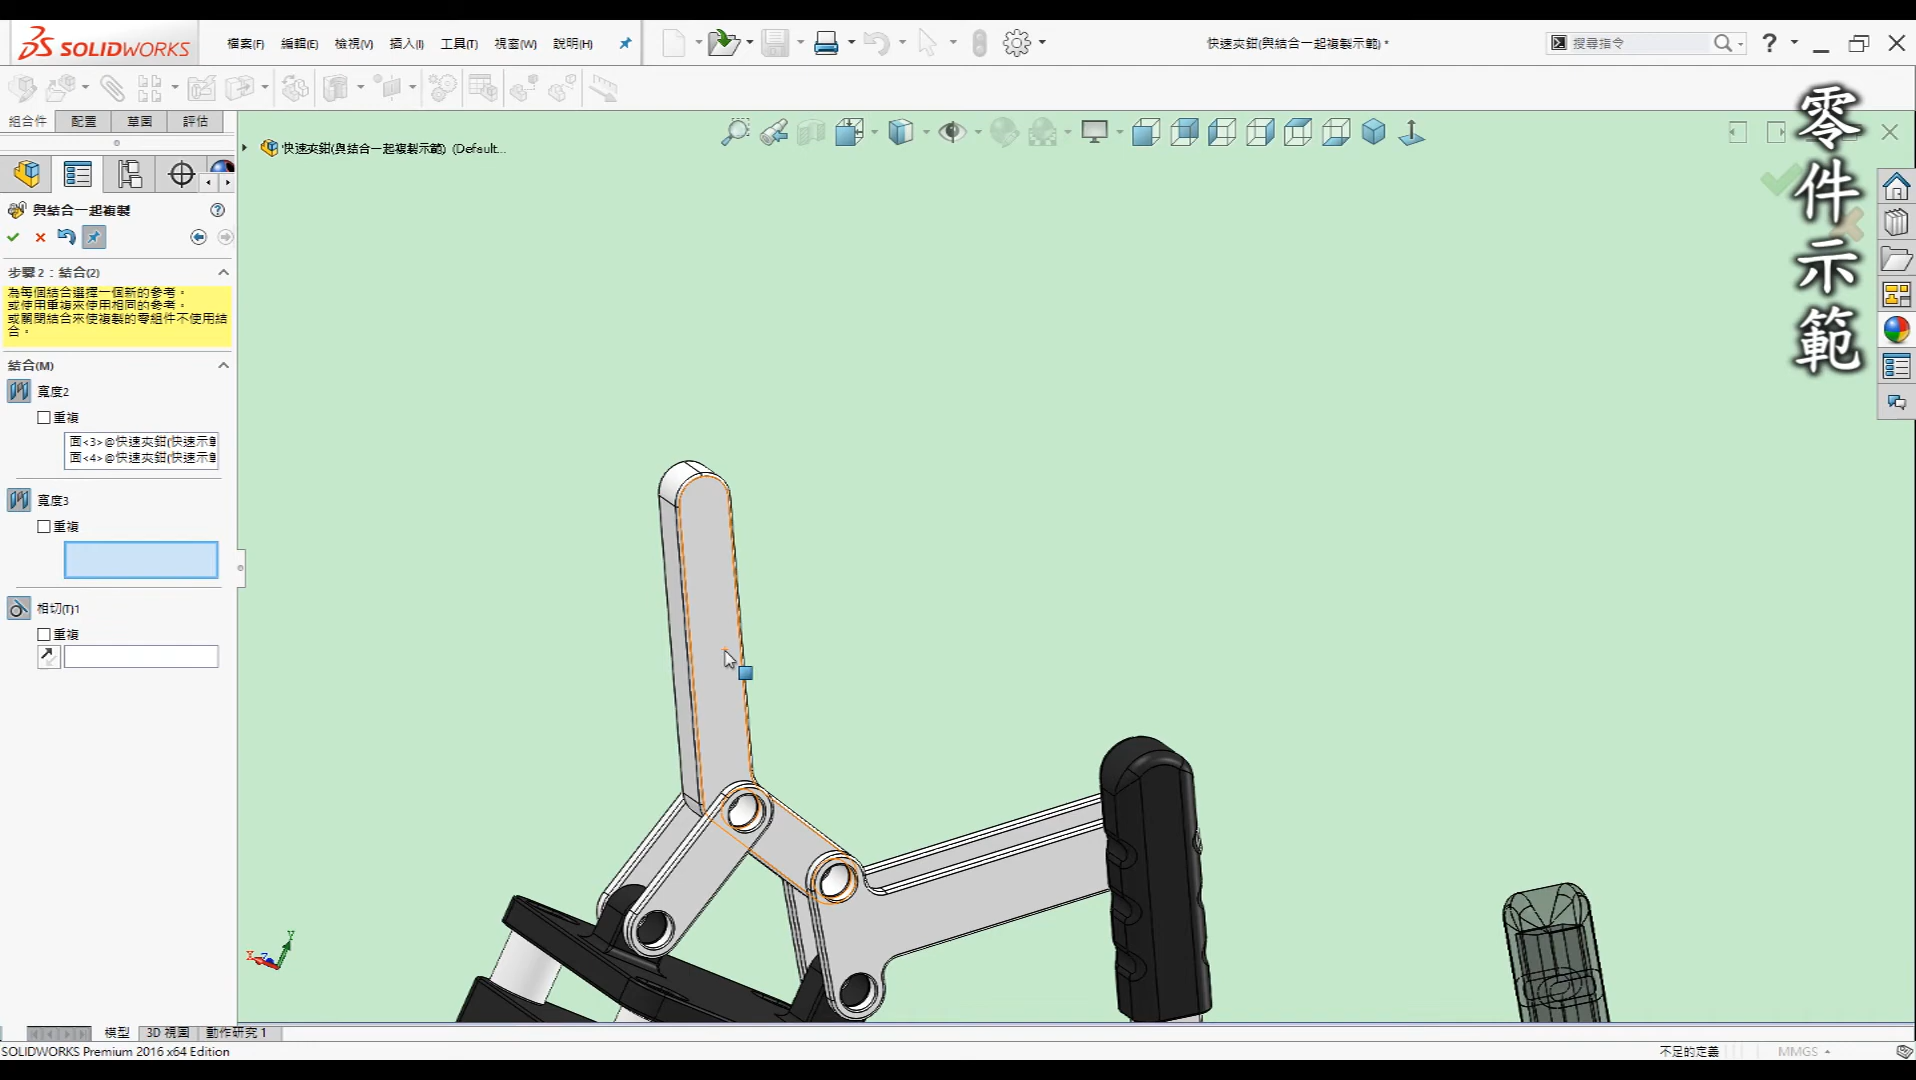 SOLIDWORKS
檔案(F) 編輯(E) 檢視(V) 插入(I) 工具(T) 視窗(W) 說明(H)
快速夾鉗(與結合一起複製示範) *
搜尋指令
組合件 配置 草圖 評估
快速夾鉗(與結合一起複製示範) (Default...
零件示範
與結合一起複製
步驟2：結合(2)
為每個結合選擇一個新的參考。
或使用重複來使用相同的參考。
或關閉結合來使複製的零組件不使用結
合。
結合(M)
寬度2
重複
面<3>@快速夾鉗(快速示範
面<4>@快速夾鉗(快速示範
寬度3
重複
相切(T)1
重複
Y
X
Z
模型 3D 視圖 動作研究 1
SOLIDWORKS Premium 2016 x64 Edition
不足的定義
MMGS